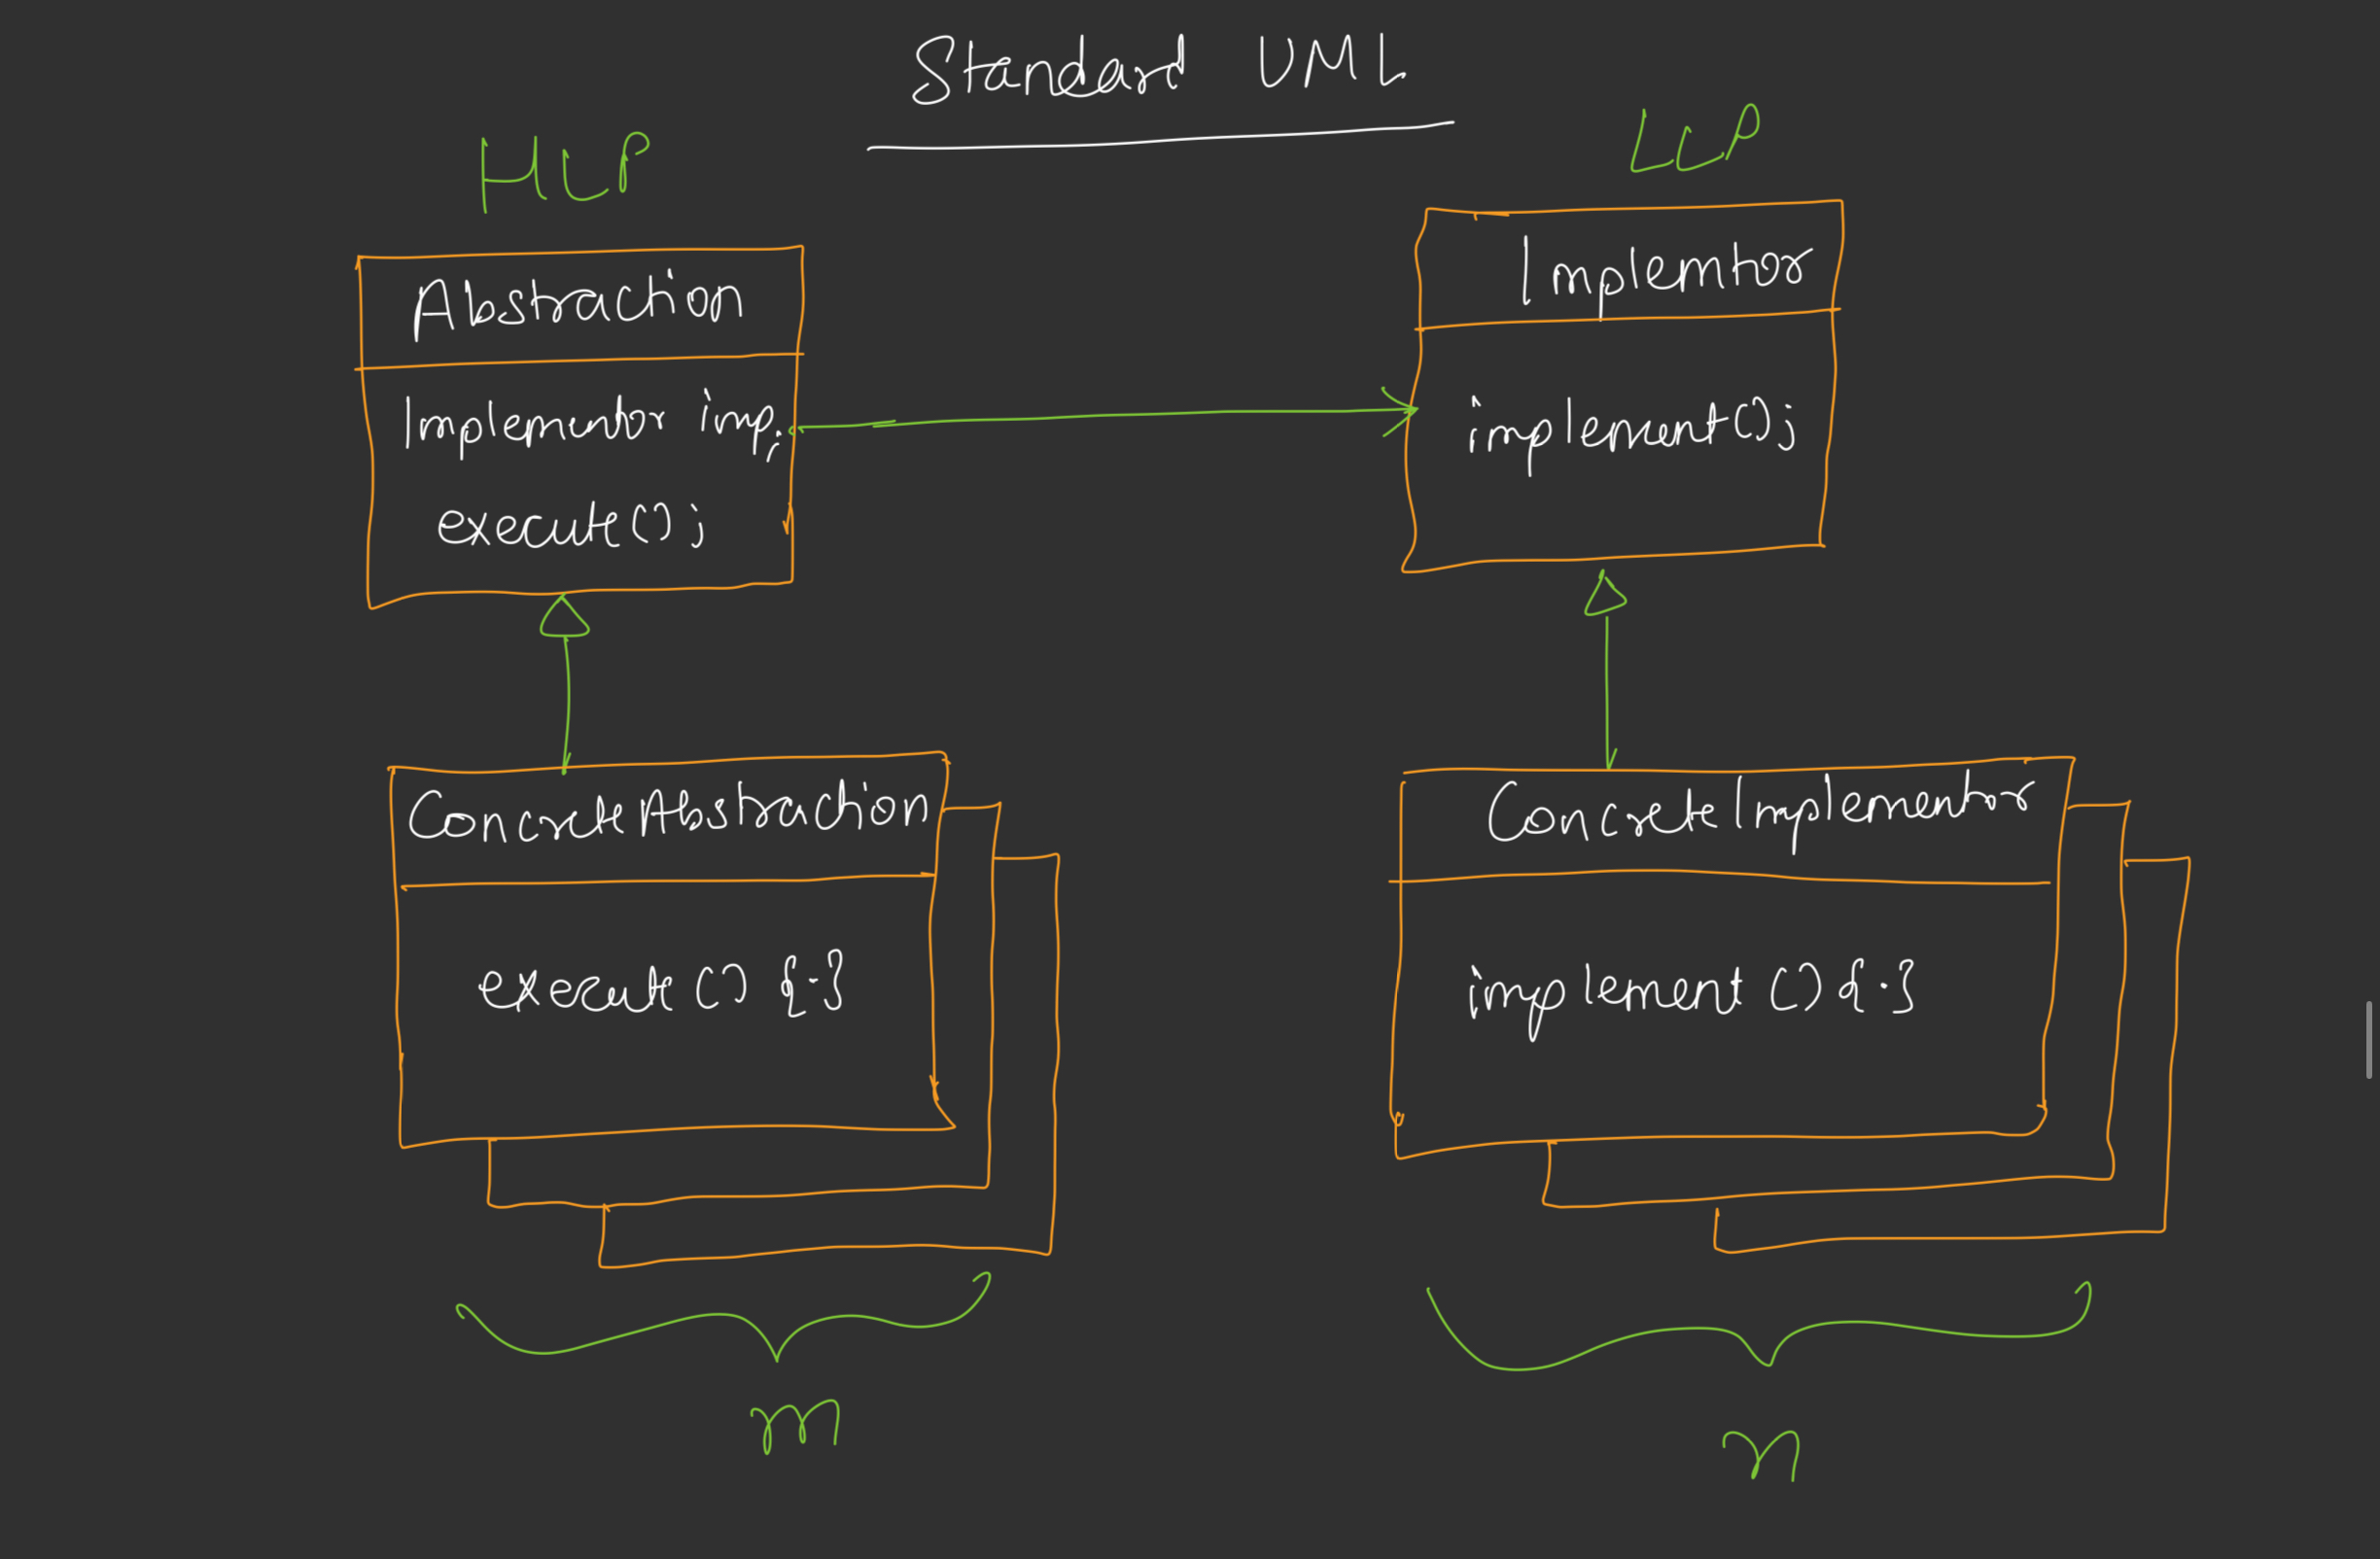 Standard UML
HLP
LLP
Abstraction
Implementor imp;
execute();
Implemtor
implement();
ConcreteAbstraction
execute() {·}
ConcreteImplementor
implement() {·}
m
n